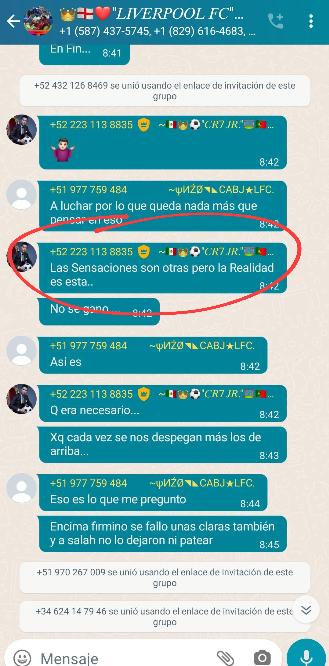 "LIVERPOOL FC"...
+1 (587) 437-5745, +1 (829) 616-4683, ...
En Fin... 8:41
+52 432 126 8469 se unió usando el enlace de invitación de este
grupo
+52 223 113 8835 ~"CR7 JR."...
8:42
+51 977 759 484 ~ψИŹØ◥◣CABJ★LFC.
A luchar por lo que queda nada más que
pensar en eso 8:42
+52 223 113 8835 ~"CR7 JR."...
Las Sensaciones son otras pero la Realidad
es esta.. 8:42
No se gano 8:42
+51 977 759 484 ~ψИŹØ◥◣CABJ★LFC.
Asi es 8:42
+52 223 113 8835 ~"CR7 JR."...
Q era necesario... 8:42
Xq cada vez se nos despegan más los de
arriba... 8:43
+51 977 759 484 ~ψИŹØ◥◣CABJ★LFC.
Eso es lo que me pregunto 8:44
Encima firmino se fallo unas claras también
y a salah no lo dejaron ni patear 8:45
+51 970 267 009 se unió usando el enlace de invitación de este
grupo
+34 624 14 79 46 se unió usando el enlace de invitación de este
grupo
Mensaje